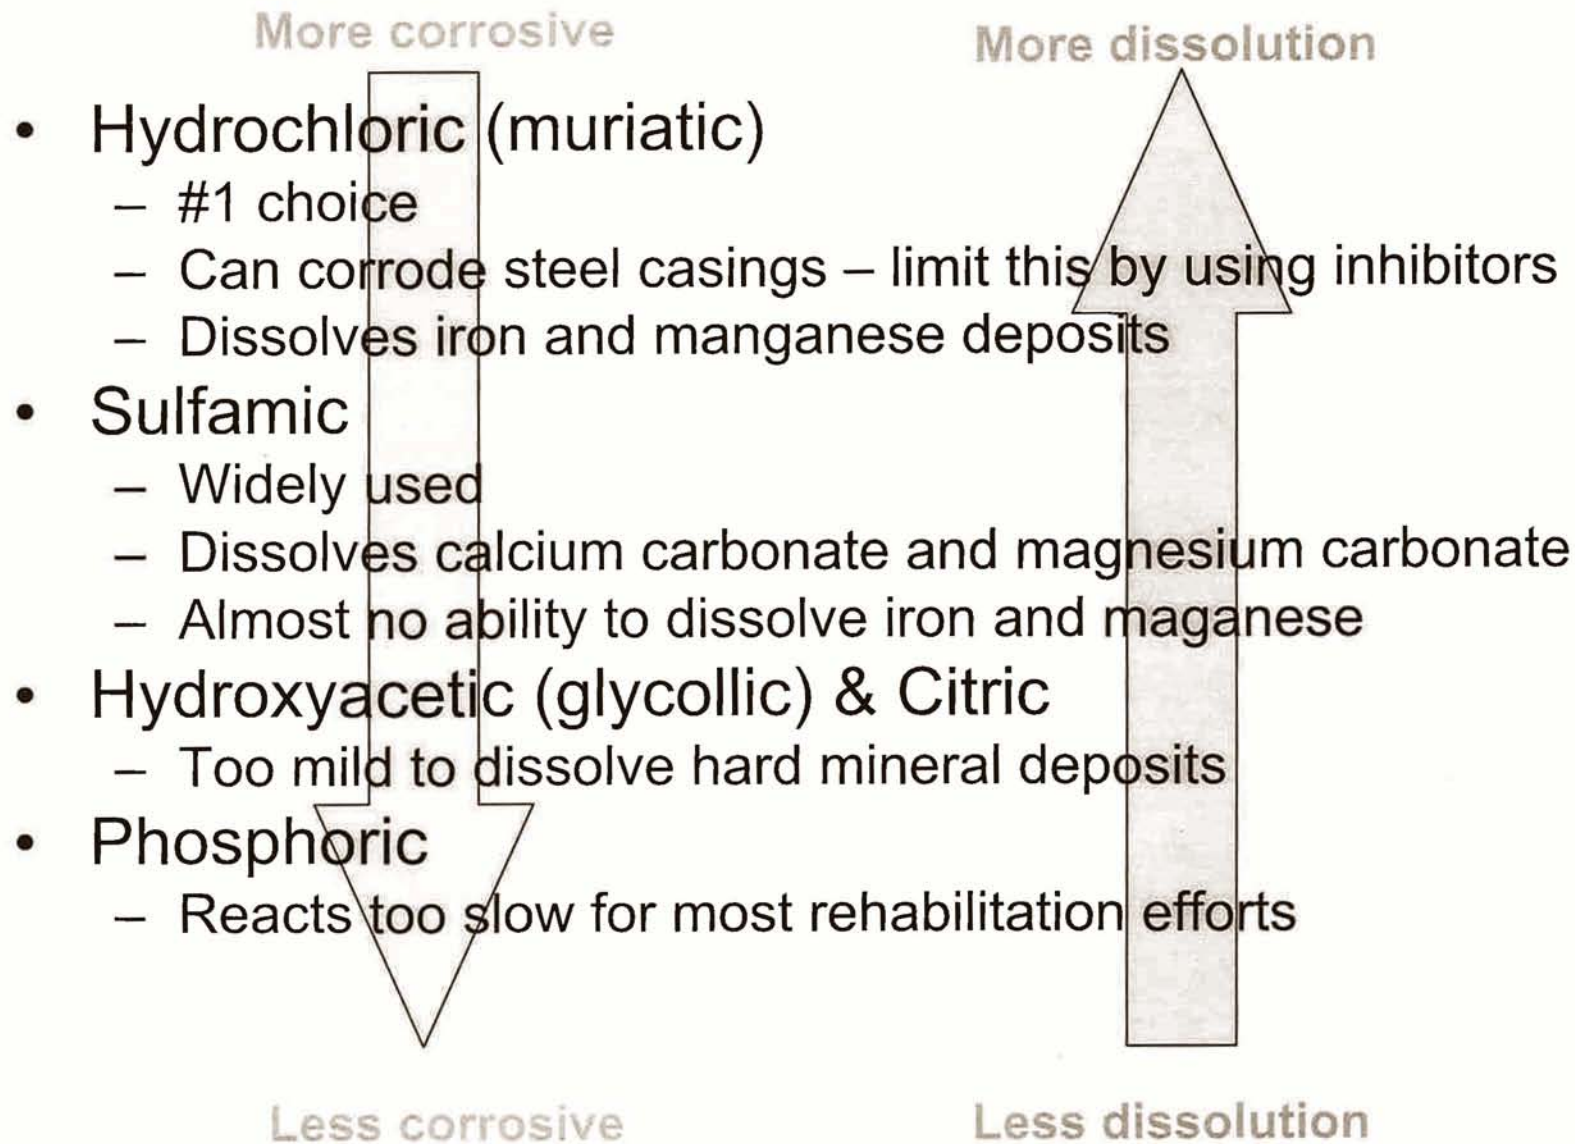 More corrosive
More dissolution
• Hydrochloric (muriatic)
– #1 choice
– Can corrode steel casings – limit this by using inhibitors
– Dissolves iron and manganese deposits
• Sulfamic
– Widely used
– Dissolves calcium carbonate and magnesium carbonate
– Almost no ability to dissolve iron and maganese
• Hydroxyacetic (glycollic) & Citric
– Too mild to dissolve hard mineral deposits
• Phosphoric
– Reacts too slow for most rehabilitation efforts
Less corrosive
Less dissolution